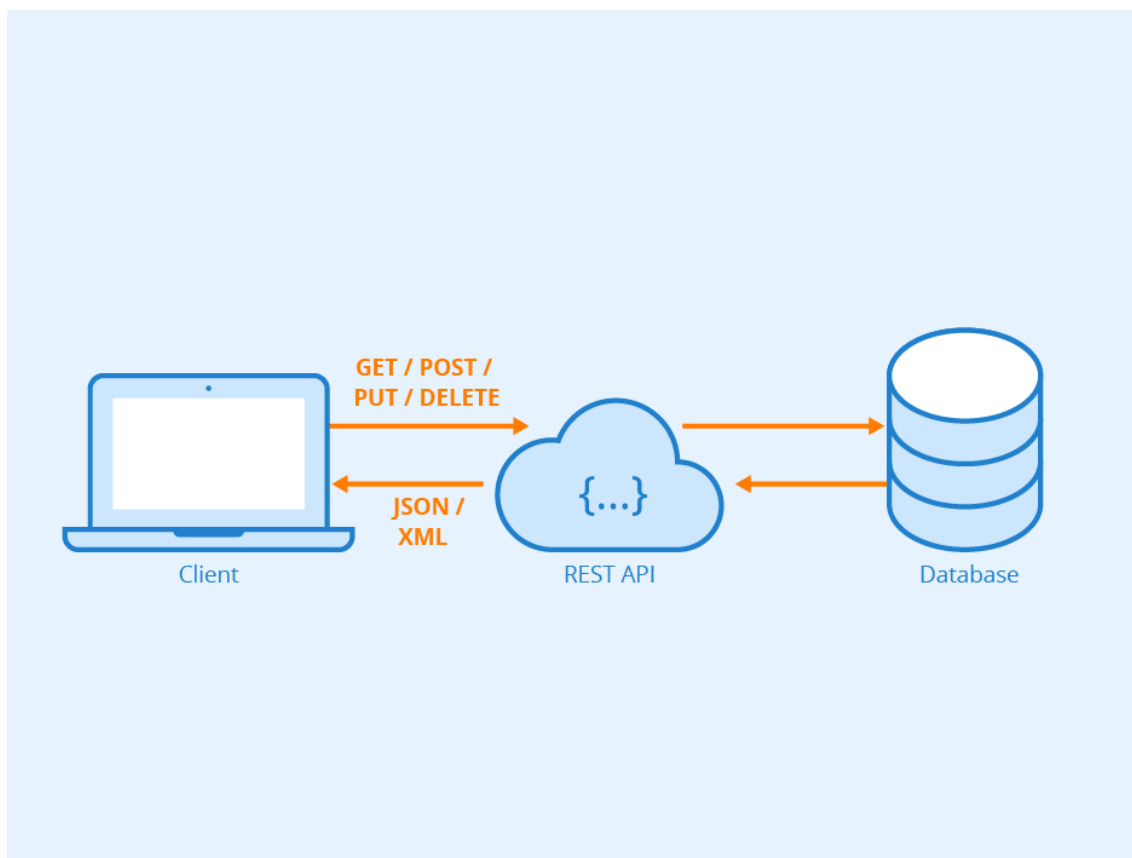 GET / POST /
PUT / DELETE
JSON /
XML
{...}
Client
REST API
Database